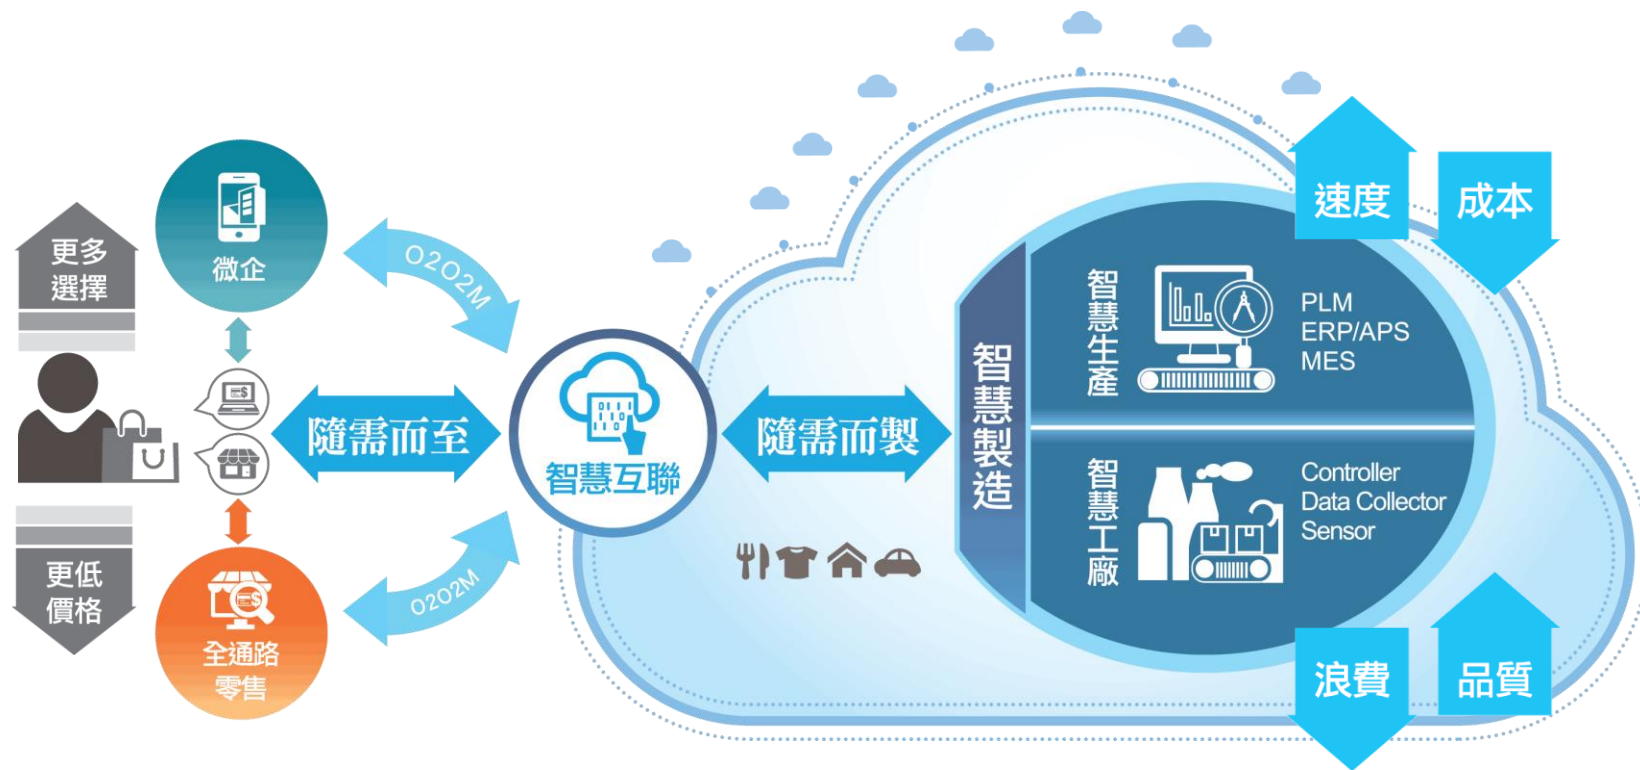 更多
選擇
更低
價格
微企
$
全通路
零售
$
O2O2M
O2O2M
隨需而至
智慧互聯
隨需而製
智慧製造
智慧生產
PLM
ERP/APS
MES
智慧工廠
Controller
Data Collector
Sensor
速度
成本
浪費
品質